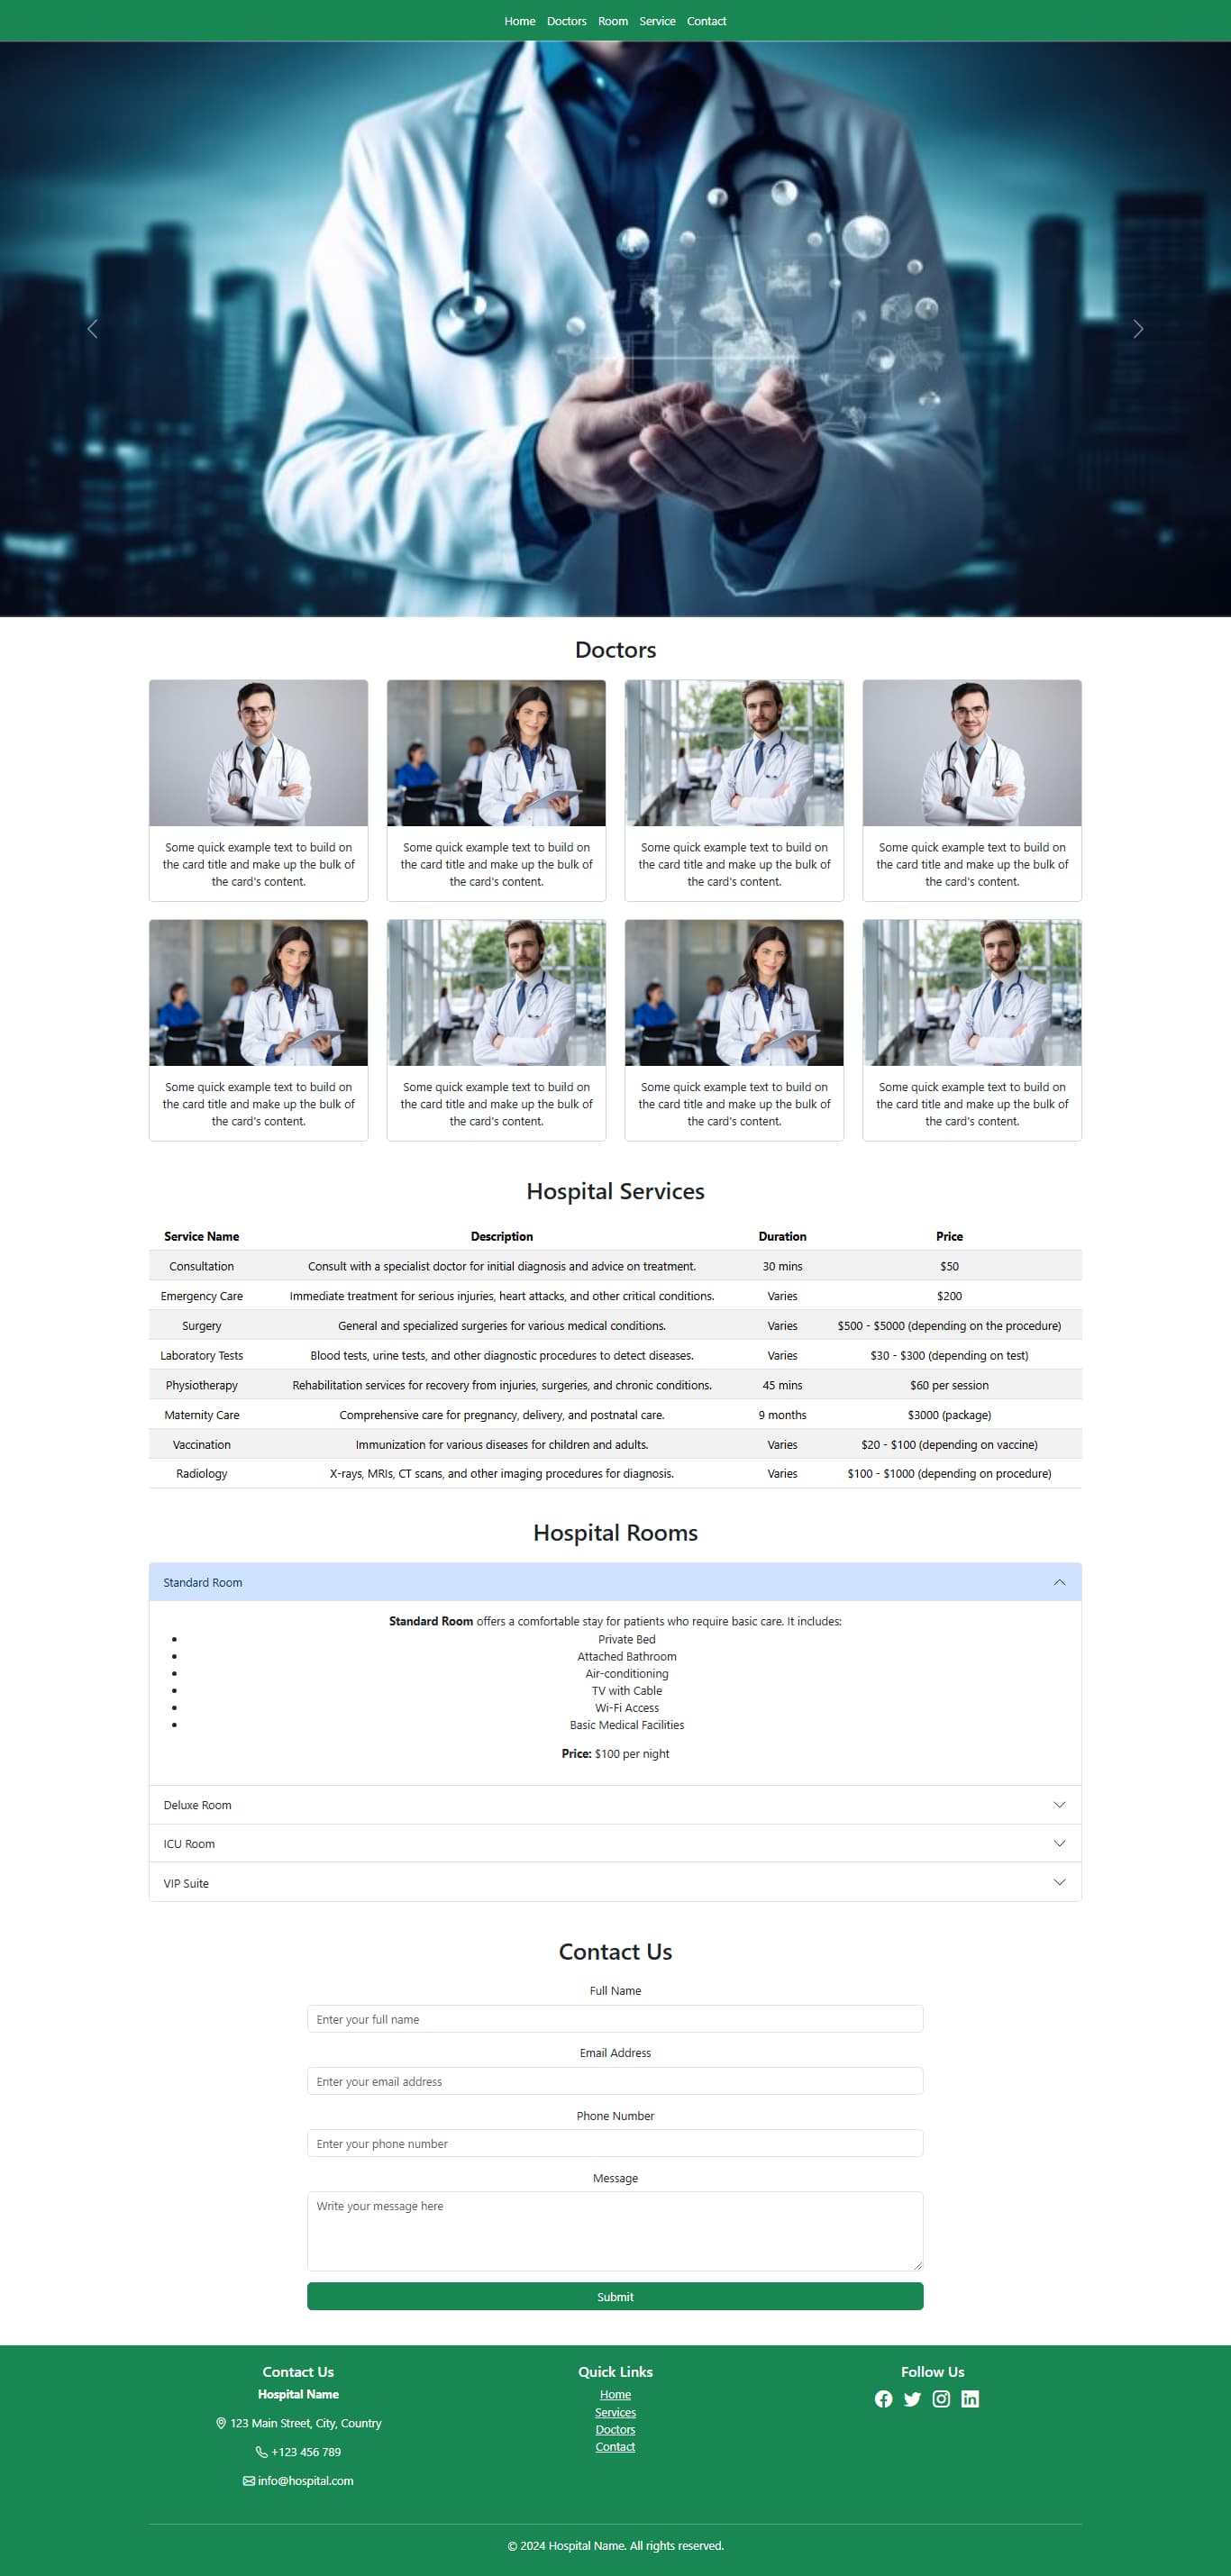 Home Doctors Room Service Contact
Doctors
Some quick example text to build on
the card title and make up the bulk of
the card's content.
Some quick example text to build on
the card title and make up the bulk of
the card's content.
Some quick example text to build on
the card title and make up the bulk of
the card's content.
Some quick example text to build on
the card title and make up the bulk of
the card's content.
Some quick example text to build on
the card title and make up the bulk of
the card's content.
Some quick example text to build on
the card title and make up the bulk of
the card's content.
Some quick example text to build on
the card title and make up the bulk of
the card's content.
Some quick example text to build on
the card title and make up the bulk of
the card's content.
Hospital Services
Service Name Description Duration Price
Consultation Consult with a specialist doctor for initial diagnosis and advice on treatment. 30 mins $50
Emergency Care Immediate treatment for serious injuries, heart attacks, and other critical conditions. Varies $200
Surgery General and specialized surgeries for various medical conditions. Varies $500 - $5000 (depending on the procedure)
Laboratory Tests Blood tests, urine tests, and other diagnostic procedures to detect diseases. Varies $30 - $300 (depending on test)
Physiotherapy Rehabilitation services for recovery from injuries, surgeries, and chronic conditions. 45 mins $60 per session
Maternity Care Comprehensive care for pregnancy, delivery, and postnatal care. 9 months $3000 (package)
Vaccination Immunization for various diseases for children and adults. Varies $20 - $100 (depending on vaccine)
Radiology X-rays, MRIs, CT scans, and other imaging procedures for diagnosis. Varies $100 - $1000 (depending on procedure)
Hospital Rooms
Standard Room
Standard Room offers a comfortable stay for patients who require basic care. It includes:
Private Bed
Attached Bathroom
Air-conditioning
TV with Cable
Wi-Fi Access
Basic Medical Facilities
Price: $100 per night
Deluxe Room
ICU Room
VIP Suite
Contact Us
Full Name
Enter your full name
Email Address
Enter your email address
Phone Number
Enter your phone number
Message
Write your message here
Submit
Contact Us
Hospital Name
123 Main Street, City, Country
+123 456 789
info@hospital.com
Quick Links
Home
Services
Doctors
Contact
Follow Us
© 2024 Hospital Name. All rights reserved.